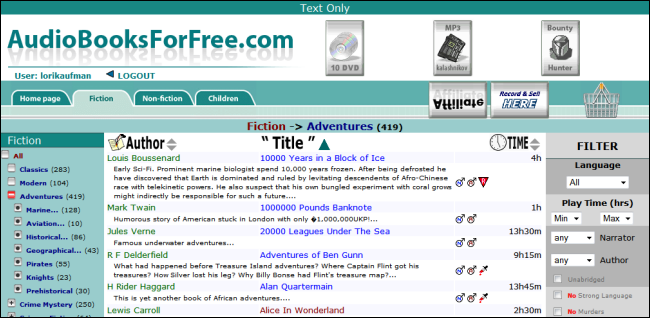 Text Only
AudioBooksForFree.com
10 DVD
MP3
kalashnikov
Bounty
Hunter
User: lorikaufman ◄ LOGOUT
Home page
Fiction
Non-fiction
Children
Affiliate
Record & Sell
HERE
Fiction -> Adventures (419)
Fiction
All
Classics (283)
Modern (104)
Adventures (419)
Marine... (128)
Aviation... (10)
Historical... (86)
Geographical... (43)
Pirates (55)
Knights (23)
Prehistorical (30)
Crime Mystery (250)
Author “ Title ” TIME
Louis Boussenard 10000 Years in a Block of Ice 4h
Early Sci-Fi. Prominent marine biologist spend 10,000 years frozen. After being defrosted he
have discovered that Earth is dominated and ruled by levitating descendents of Afro-Chinese
race with telekinetic powers. He also suspect that his own bungled experiment with coral grows
might indirectly be responsible for such a future....
Mark Twain 1000000 Pounds Banknote 1h
Humorous story of American stuck in London with only �1,000,000UKP!...
Jules Verne 20000 Leagues Under The Sea 13h30m
Famous underwater adventures...
R F Delderfield Adventures of Ben Gunn 9h15m
What had happened before Treasure Island adventures? Where Captain Flint got his
treasures? How Silver lost his leg? Why Billy Bonse had Flint's treasure map?...
H Rider Haggard Alan Quartermain 13h45m
This is yet another book of African adventures....
Lewis Carroll Alice In Wonderland 2h30m
FILTER
Language
All
Play Time (hrs)
Min Max
any Narrator
any Author
Unabridged
No Strong Language
No Murders